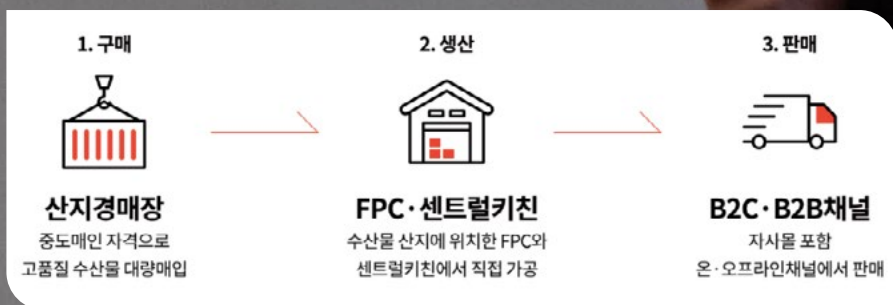 1. 구매
산지경매장
중도매인 자격으로
고품질 수산물 대량매입
2. 생산
FPC·센트럴키친
수산물 산지에 위치한 FPC와
센트럴키친에서 직접 가공
3. 판매
B2C·B2B채널
자사몰 포함
온·오프라인채널에서 판매